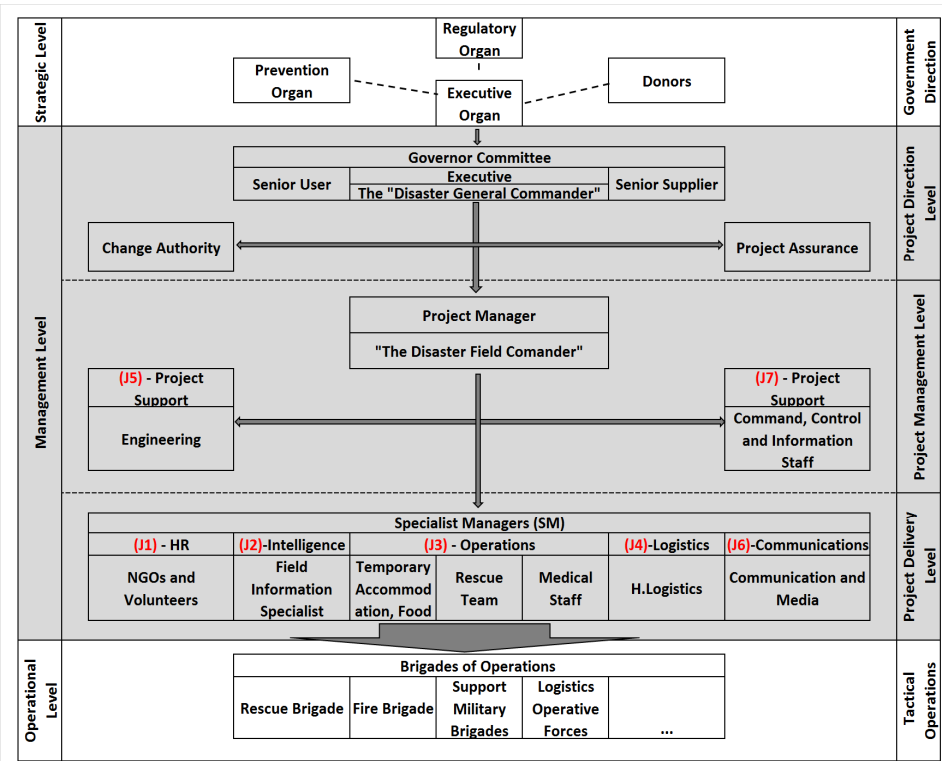 Strategic Level
Regulatory
Organ
Prevention
Organ
Executive
Organ
Donors
Government
Direction
Management Level
Governor Committee
Senior User
Executive
The "Disaster General Commander"
Senior Supplier
Change Authority
Project Assurance
Project Direction
Level
Project Manager
"The Disaster Field Comander"
(J5) - Project
Support
Engineering
(J7) - Project
Support
Command, Control
and Information
Staff
Project Management Level
Specialist Managers (SM)
(J1) - HR
(J2)-Intelligence
(J3) - Operations
(J4)-Logistics
(J6)-Communications
NGOs and
Volunteers
Field
Information
Specialist
Temporary
Accommod
ation, Food
Rescue
Team
Medical
Staff
H.Logistics
Communication and
Media
Project Delivery
Level
Operational
Level
Brigades of Operations
Rescue Brigade
Fire Brigade
Support
Military
Brigades
Logistics
Operative
Forces
...
Tactical
Operations